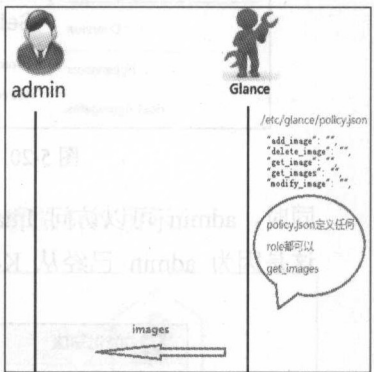 admin
Glance
/etc/glance/policy.json
"add_image": "",
"delete_image": "",
"get_image": "",
"get_images": "",
"modify_image": "",
policy.json定义任何
role都可以
get_images
images